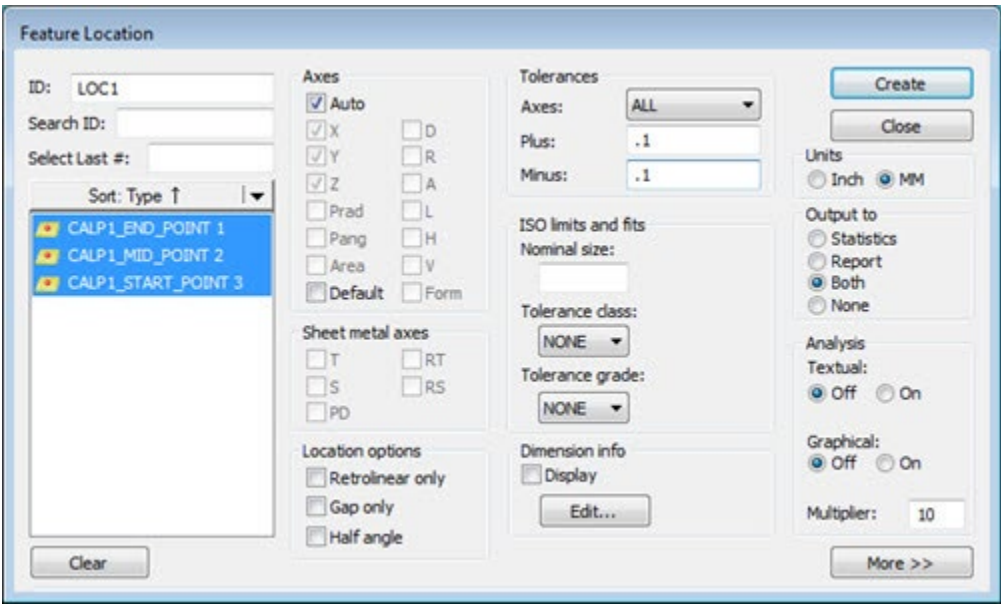 Feature Location
ID: LOC1
Search ID:
Select Last #:
Sort: Type ↑
CALP1_END_POINT 1
CALP1_MID_POINT 2
CALP1_START_POINT 3
Clear
Axes
Auto
X D
Y R
Z A
Prad L
Pang H
Area V
Default Form
Sheet metal axes
T RT
S RS
PD
Location options
Retrolinear only
Gap only
Half angle
Tolerances
Axes: ALL
Plus: .1
Minus: .1
ISO limits and fits
Nominal size:
Tolerance class:
NONE
Tolerance grade:
NONE
Dimension info
Display
Edit...
Create
Close
Units
Inch MM
Output to
Statistics
Report
Both
None
Analysis
Textual:
Off On
Graphical:
Off On
Multiplier: 10
More >>